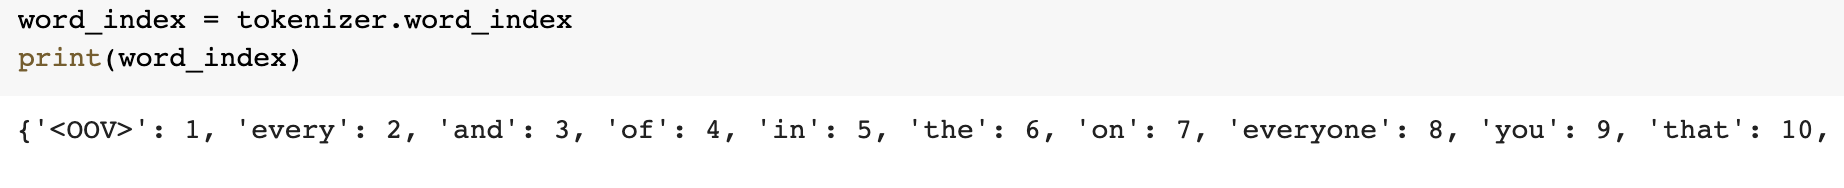 word_index = tokenizer.word_index
print(word_index)
{'<OOV>': 1, 'every': 2, 'and': 3, 'of': 4, 'in': 5, 'the': 6, 'on': 7, 'everyone': 8, 'you': 9, 'that': 10,